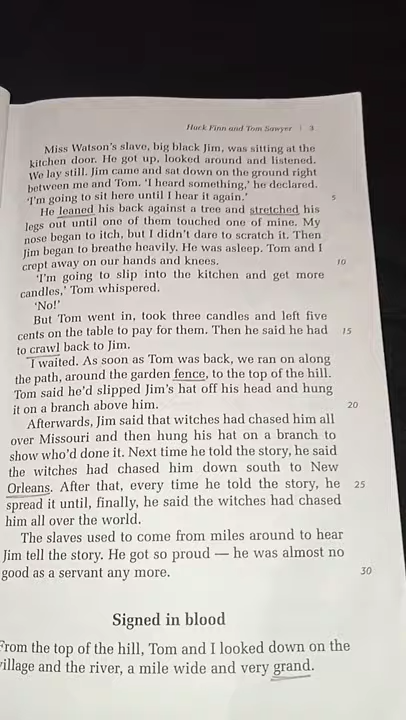 Huck Finn and Tom Sawyer | 3
Miss Watson's slave, big black Jim, was sitting at the
kitchen door. He got up, looked around and listened.
We lay still. Jim came and sat down on the ground right
between me and Tom. 'I heard something,' he declared.
'I'm going to sit here until I hear it again.' 5
He leaned his back against a tree and stretched his
legs out until one of them touched one of mine. My
nose began to itch, but I didn't dare to scratch it. Then
Jim began to breathe heavily. He was asleep. Tom and I
crept away on our hands and knees. 10
'I'm going to slip into the kitchen and get more
candles,' Tom whispered.
'No!'
But Tom went in, took three candles and left five
cents on the table to pay for them. Then he said he had 15
to crawl back to Jim.
I waited. As soon as Tom was back, we ran on along
the path, around the garden fence, to the top of the hill.
Tom said he'd slipped Jim's hat off his head and hung
it on a branch above him. 20
Afterwards, Jim said that witches had chased him all
over Missouri and then hung his hat on a branch to
show who'd done it. Next time he told the story, he said
the witches had chased him down south to New
Orleans. After that, every time he told the story, he 25
spread it until, finally, he said the witches had chased
him all over the world.
The slaves used to come from miles around to hear
Jim tell the story. He got so proud — he was almost no
good as a servant any more. 30
Signed in blood
From the top of the hill, Tom and I looked down on the
village and the river, a mile wide and very grand.